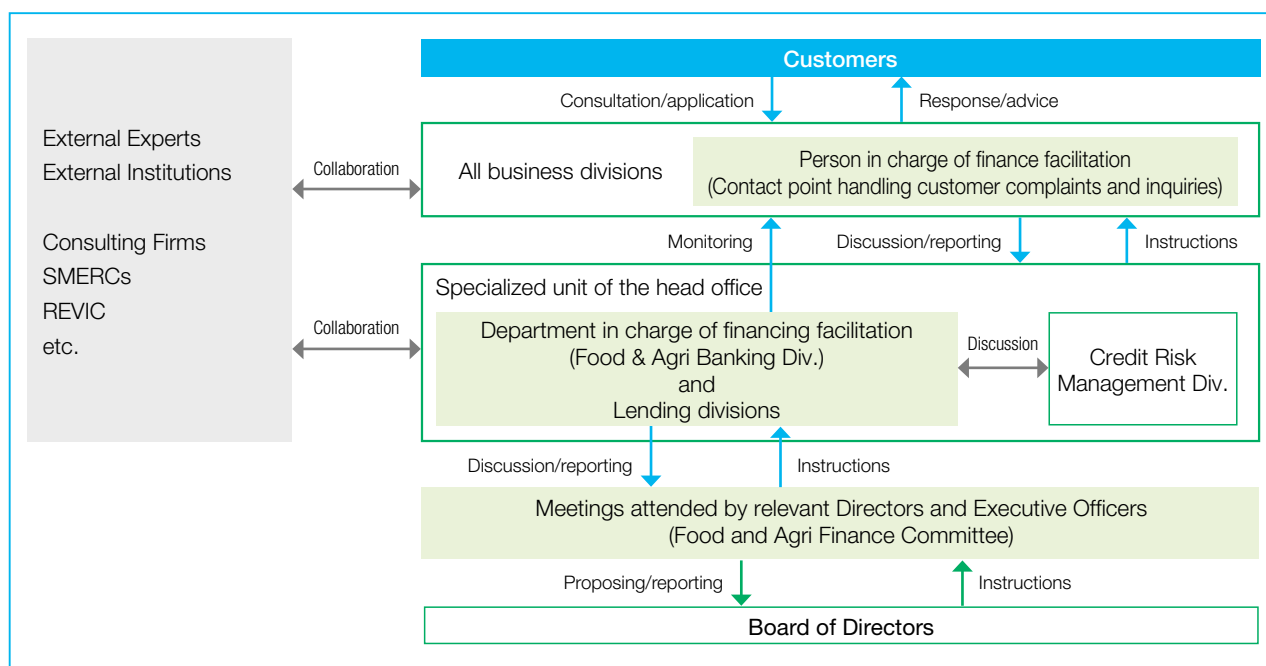 Customers
Consultation/application
Response/advice
External Experts
External Institutions
Consulting Firms
SMERCs
REVIC
etc.
Collaboration
All business divisions
Person in charge of finance facilitation
(Contact point handling customer complaints and inquiries)
Monitoring
Discussion/reporting
Instructions
Specialized unit of the head office
Collaboration
Department in charge of financing facilitation
(Food & Agri Banking Div.)
and
Lending divisions
Discussion
Credit Risk
Management Div.
Discussion/reporting
Instructions
Meetings attended by relevant Directors and Executive Officers
(Food and Agri Finance Committee)
Proposing/reporting
Instructions
Board of Directors